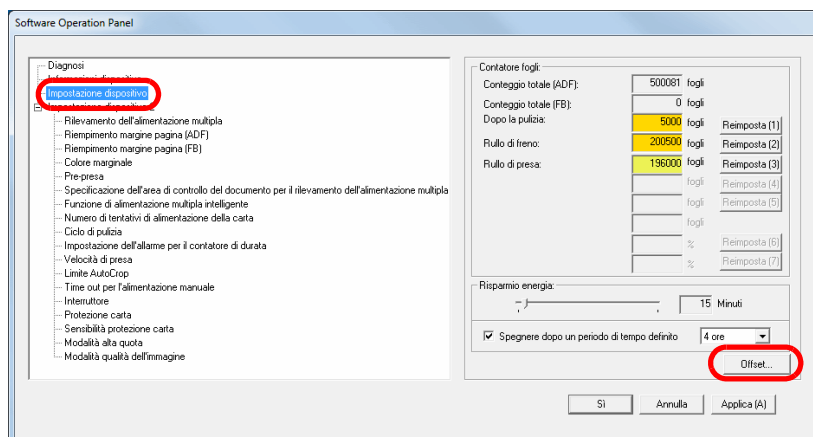 Software Operation Panel
Diagnosi
Impostazione dispositivo
Rilevamento dell'alimentazione multipla
Riempimento margine pagina (ADF)
Riempimento margine pagina (FB)
Colore marginale
Pre-presa
Specificazione dell'area di controllo del documento per il rilevamento dell'alimentazione multipla
Funzione di alimentazione multipla intelligente
Numero di tentativi di alimentazione della carta
Ciclo di pulizia
Impostazione dell'allarme per il contatore di durata
Velocità di presa
Limite AutoCrop
Time out per l'alimentazione manuale
Interruttore
Protezione carta
Sensibilità protezione carta
Modalità alta quota
Modalità qualità dell'immagine
Contatore fogli:
Conteggio totale (ADF): 500081 fogli
Conteggio totale (FB): 0 fogli
Dopo la pulizia: 5000 fogli Reimposta (1)
Rullo di freno: 200500 fogli Reimposta (2)
Rullo di presa: 196000 fogli Reimposta (3)
fogli Reimposta (4)
fogli Reimposta (5)
fogli
% Reimposta (6)
% Reimposta (7)
Risparmio energia:
15 Minuti
Spegnere dopo un periodo di tempo definito 4 ore
Offset...
Sì Annulla Applica (A)